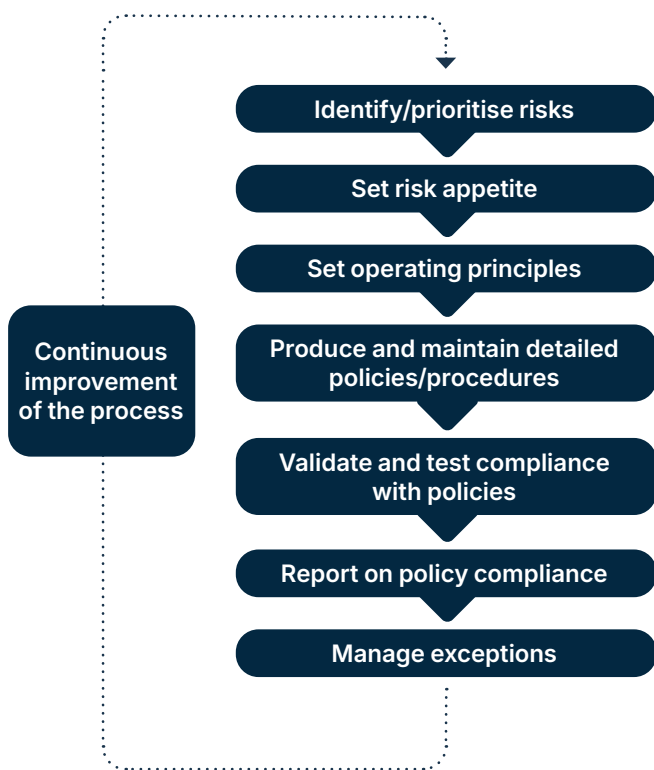 Identify/prioritise risks
Set risk appetite
Set operating principles
Continuous
improvement
of the process
Produce and maintain detailed
policies/procedures
Validate and test compliance
with policies
Report on policy compliance
Manage exceptions